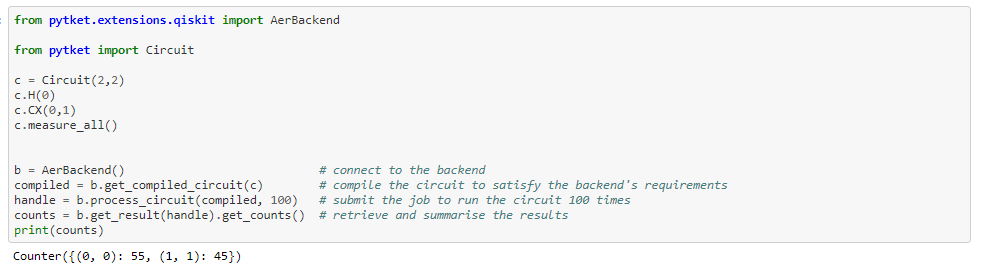 from pytket.extensions.qiskit import AerBackend
from pytket import Circuit
c = Circuit(2,2)
c.H(0)
c.CX(0,1)
c.measure_all()
b = AerBackend() # connect to the backend
compiled = b.get_compiled_circuit(c) # compile the circuit to satisfy the backend's requirements
handle = b.process_circuit(compiled, 100) # submit the job to run the circuit 100 times
counts = b.get_result(handle).get_counts() # retrieve and summarise the results
print(counts)
Counter({(0, 0): 55, (1, 1): 45})